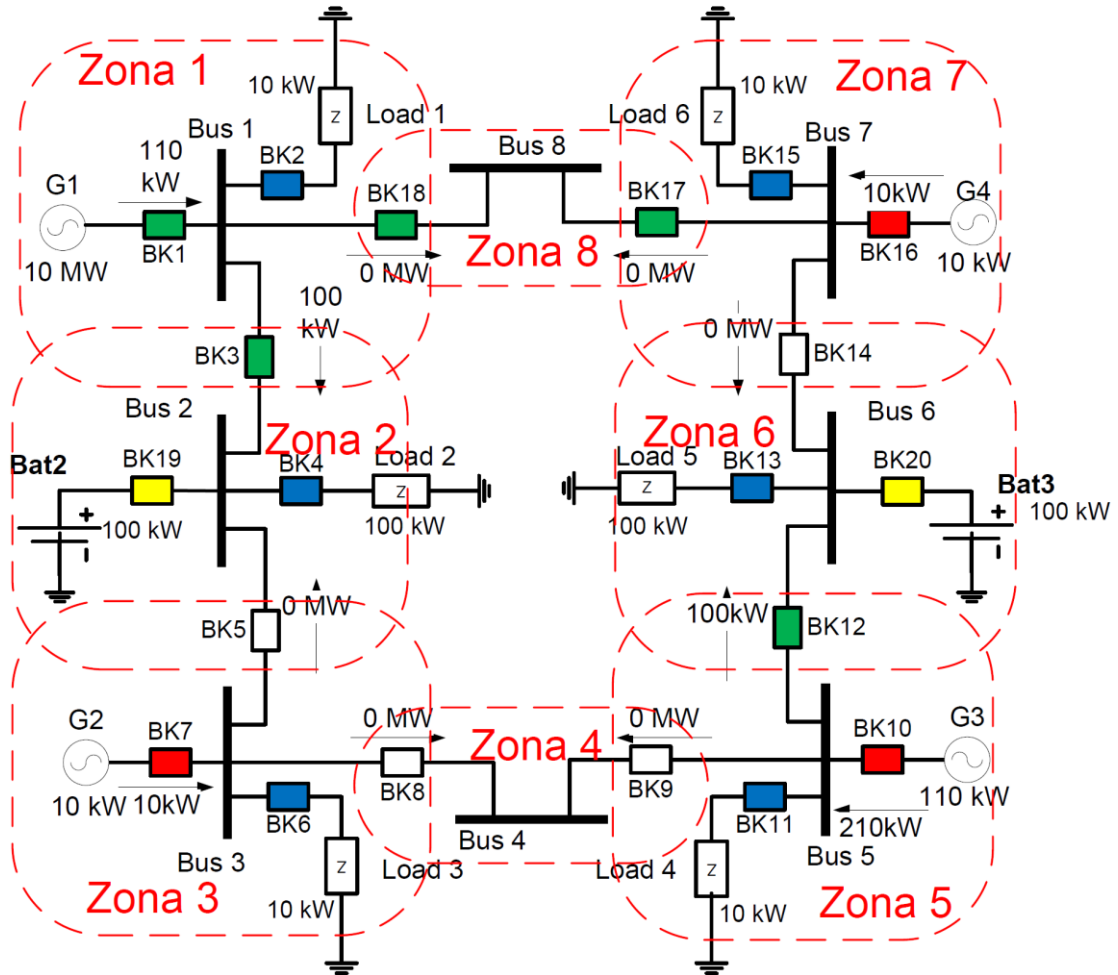 Zona 1
10 kW
Load 1
Bus 1
BK2
110
kW
G1
BK1
10 MW
BK18
0 MW
Bus 8
Zona 8
BK17
0 MW
Zona 7
10 kW
Load 6
Bus 7
BK15
10kW
G4
BK16
10 kW
100
kW
BK3
0 MW
BK14
Bus 2
Zona 2
Bat2
BK19
BK4
Load 2
+
100 kW
100 kW
I
Bus 6
Zona 6
Load 5
BK13
BK20
Bat3
100 kW
100 kW
+
I
0 MW
BK5
100kW
BK12
G2
BK7
10 kW
10kW
BK6
Bus 3
Load 3
10 kW
Zona 3
0 MW
BK8
Zona 4
0 MW
BK9
Bus 4
BK10
G3
110 kW
BK11
210kW
Load 4
Bus 5
10 kW
Zona 5
Z
Z
Z
Z
Z
Z